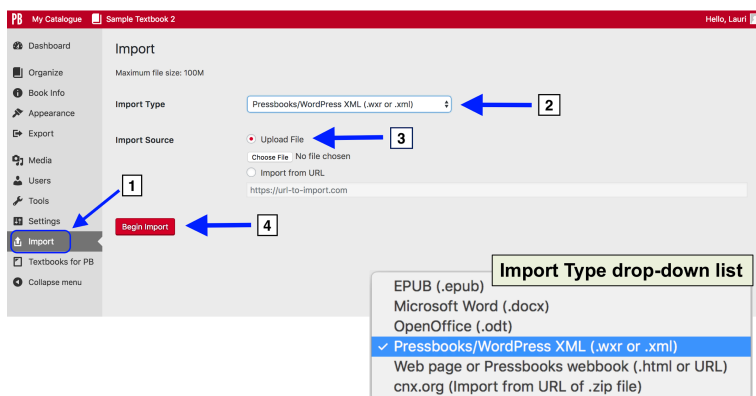 PB My Catalogue Sample Textbook 2 Hello, Lauri
Dashboard
Organize
Book Info
Appearance
Export
Media
Users
Tools
Settings
Import
Textbooks for PB
Collapse menu
Import
Maximum file size: 100M
Import Type
Pressbooks/WordPress XML (.wxr or .xml)
2
Import Source
Upload File
3
Choose File No file chosen
Import from URL
https://url-to-import.com
1
Begin Import
4
Import Type drop-down list
EPUB (.epub)
Microsoft Word (.docx)
OpenOffice (.odt)
✓ Pressbooks/WordPress XML (.wxr or .xml)
Web page or Pressbooks webbook (.html or URL)
cnx.org (Import from URL of .zip file)